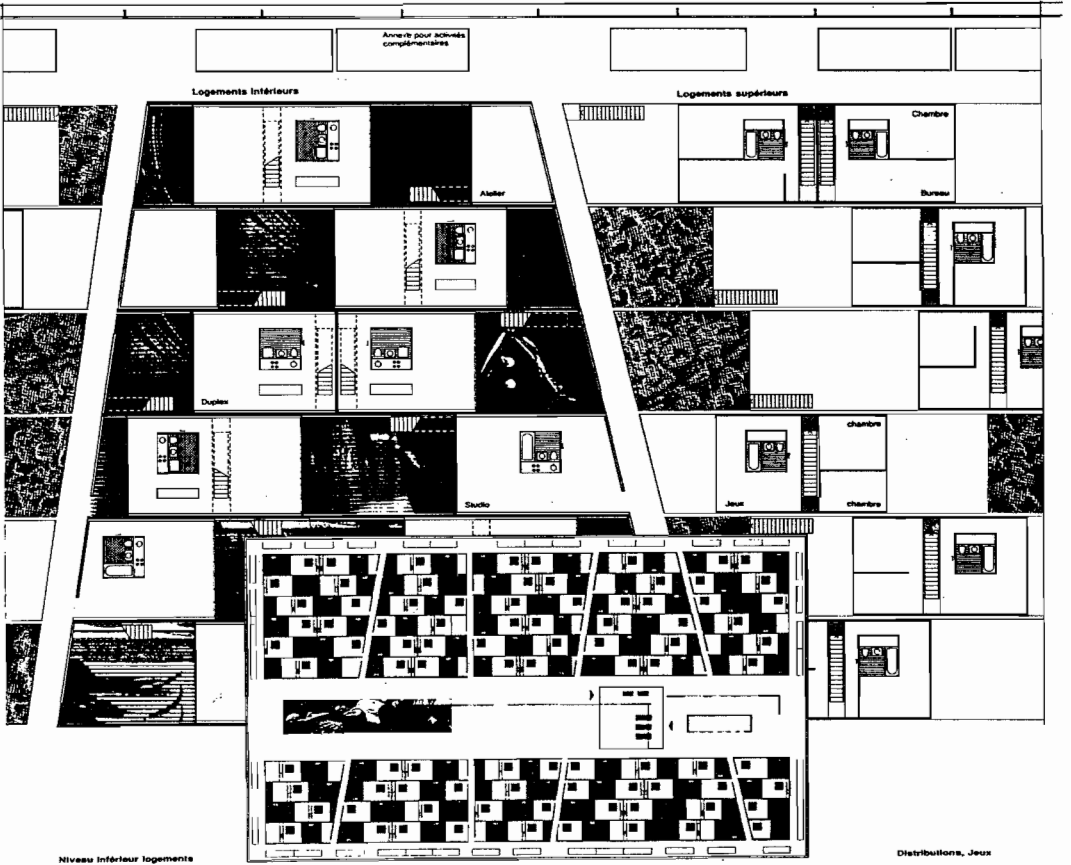 Annexe pour activités
complémentaires
Logements intérieurs
Logements supérieurs
Chambre
Atelier
Bureau
Duplex
chambre
Studio
Jeux
chambre
Niveau inférieur logements
Distributions, Jeux